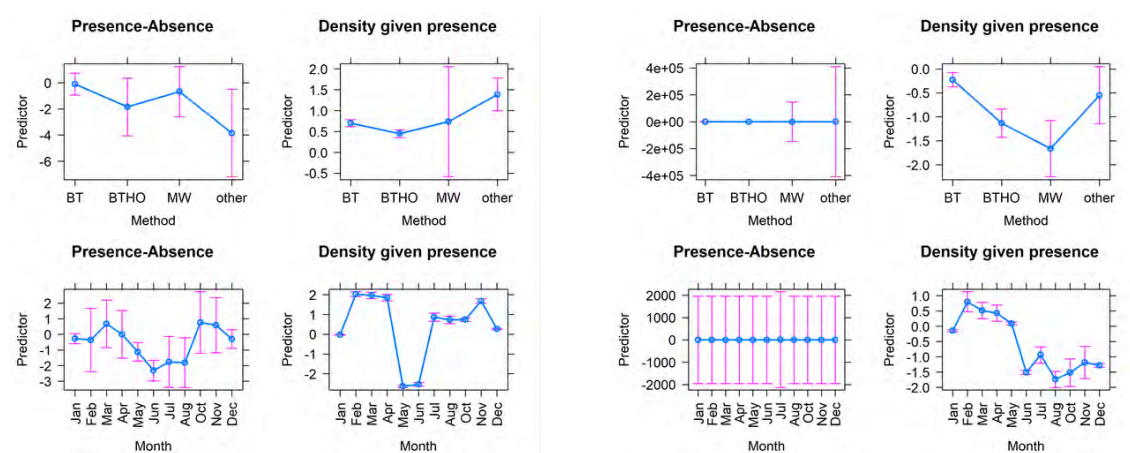 Presence-Absence
Predictor
0
-2
-4
-6
BT BTHO MW other
Method
Density given presence
Predictor
2.0
1.5
1.0
0.5
0.0
-0.5
BT BTHO MW other
Method
Presence-Absence
Predictor
4e+05
2e+05
0e+00
-2e+05
-4e+05
BT BTHO MW other
Method
Density given presence
Predictor
0.0
-0.5
-1.0
-1.5
-2.0
BT BTHO MW other
Method
Presence-Absence
Predictor
2
1
0
-1
-2
-3
Jan Feb Mar Apr May Jun Jul Aug Oct Nov Dec
Month
Density given presence
Predictor
2
1
0
-1
-2
Jan Feb Mar Apr May Jun Jul Aug Oct Nov Dec
Month
Presence-Absence
Predictor
2000
1000
0
-1000
-2000
Jan Feb Mar Apr May Jun Jul Aug Oct Nov Dec
Month
Density given presence
Predictor
1.0
0.5
0.0
-0.5
-1.0
-1.5
-2.0
Jan Feb Mar Apr May Jun Jul Aug Oct Nov Dec
Month